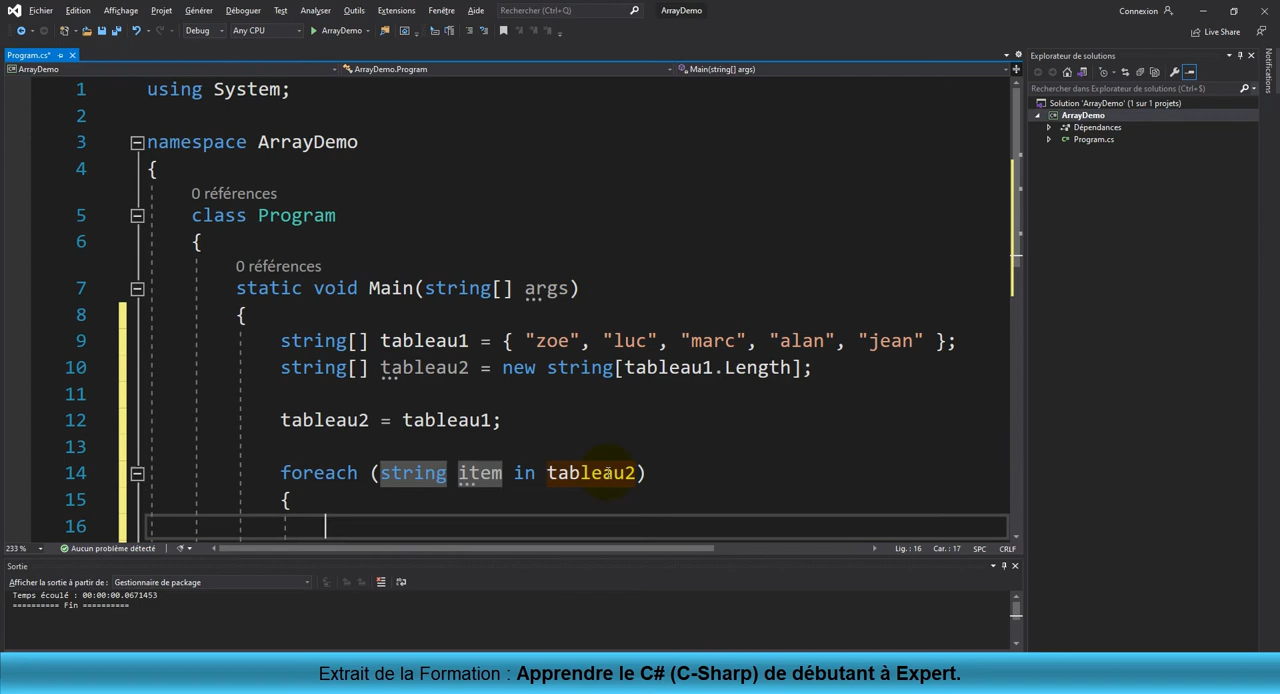 Fichier Edition Affichage Projet Générer Déboguer Test Analyser Outils Extensions Fenêtre Aide Rechercher (Ctrl+Q) ArrayDemo Connexion
Debug Any CPU ArrayDemo Live Share
Program.cs* Explorateur de solutions
ArrayDemo ArrayDemo.Program Main(string[] args)
Rechercher dans Explorateur de solutions (Ctrl+$)
Solution 'ArrayDemo' (1 sur 1 projets)
ArrayDemo
Dépendances
Program.cs
Notifications
1 using System;
2
3 namespace ArrayDemo
4 {
0 références
5 class Program
6 {
0 références
7 static void Main(string[] args)
8 {
9 string[] tableau1 = { "zoe", "luc", "marc", "alan", "jean" };
10 string[] tableau2 = new string[tableau1.Length];
11
12 tableau2 = tableau1;
13
14 foreach (string item in tableau2)
15 {
16
233 % Aucun problème détecté Lig. : 16 Car. : 17 SPC CRLF
Sortie
Afficher la sortie à partir de : Gestionnaire de package
Temps écoulé : 00:00:00.0671453
========== Fin ==========
Extrait de la Formation : Apprendre le C# (C-Sharp) de débutant à Expert.